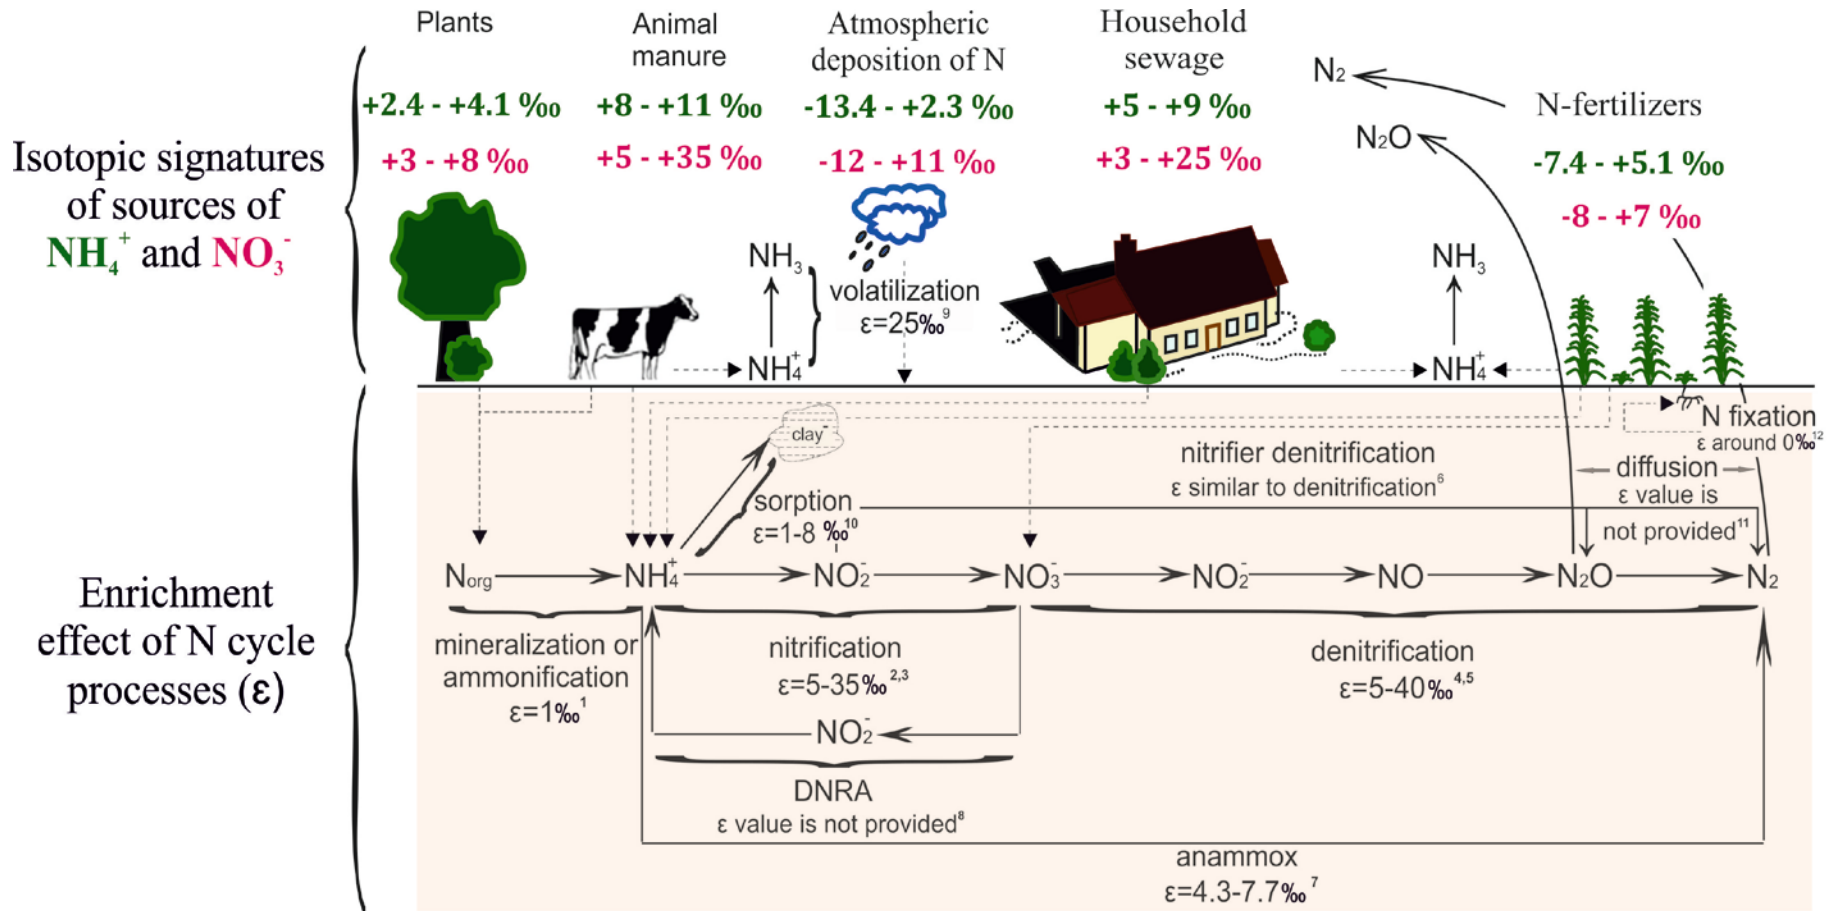 Plants
Animal
manure
Atmospheric
deposition of N
Household
sewage
N₂
N-fertilizers
+2.4 - +4.1 ‰
+8 - +11 ‰
-13.4 - +2.3 ‰
+5 - +9 ‰
N₂O
-7.4 - +5.1 ‰
+3 - +8 ‰
+5 - +35 ‰
-12 - +11 ‰
+3 - +25 ‰
-8 - +7 ‰
Isotopic signatures
of sources of
NH₄⁺ and NO₃⁻
NH₃
volatilization
ε=25‰⁹
NH₄⁺
NH₃
NH₄⁺
clay⁻
N fixation
ε around 0‰¹²
nitrifier denitrification
ε similar to denitrification⁶
diffusion
ε value is
not provided¹¹
sorption
ε=1-8 ‰¹⁰
Norg
NH₄⁺
NO₂⁻
NO₃⁻
NO₂⁻
NO
N₂O
N₂
Enrichment
effect of N cycle
processes (ε)
mineralization or
ammonification
ε=1‰¹
nitrification
ε=5-35‰²,³
denitrification
ε=5-40‰⁴,⁵
NO₂⁻
DNRA
ε value is not provided⁸
anammox
ε=4.3-7.7‰⁷